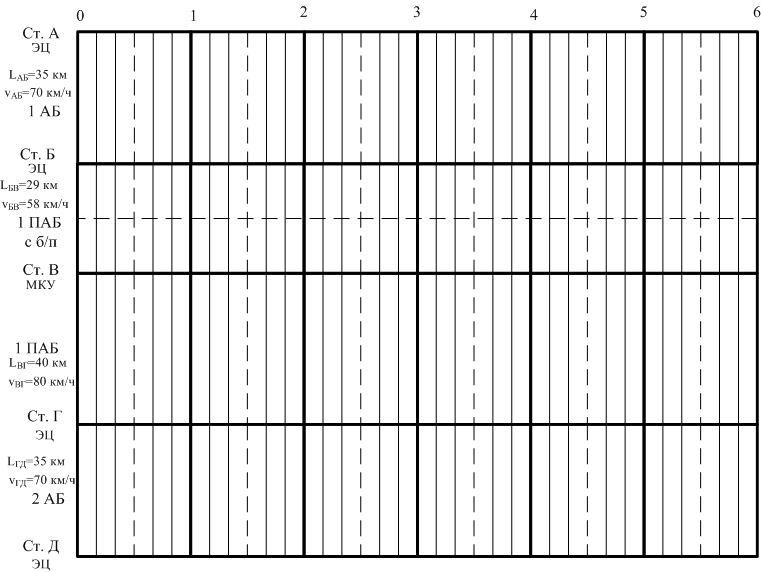 0 1 2 3 4 5 6
Ст. А
ЭЦ
LАБ=35 км
vАБ=70 км/ч
1 АБ
Ст. Б
ЭЦ
LБВ=29 км
vБВ=58 км/ч
1 ПАБ
с б/п
Ст. В
МКУ
1 ПАБ
LВГ=40 км
vВГ=80 км/ч
Ст. Г
ЭЦ
LГД=35 км
vГД=70 км/ч
2 АБ
Ст. Д
ЭЦ